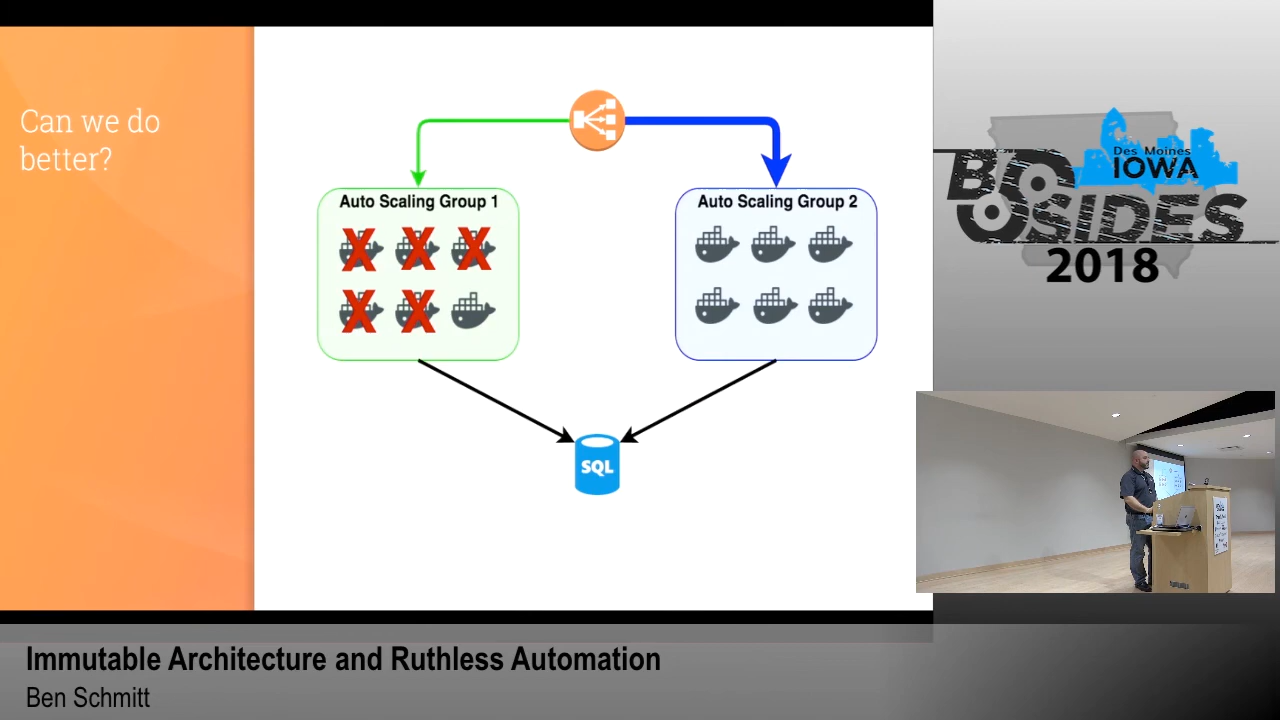 Can we do
better?
Auto Scaling Group 1
Auto Scaling Group 2
X X X
X X
SQL
Des Moines
IOWA
BSIDES
2018
Immutable Architecture and Ruthless Automation
Ben Schmitt